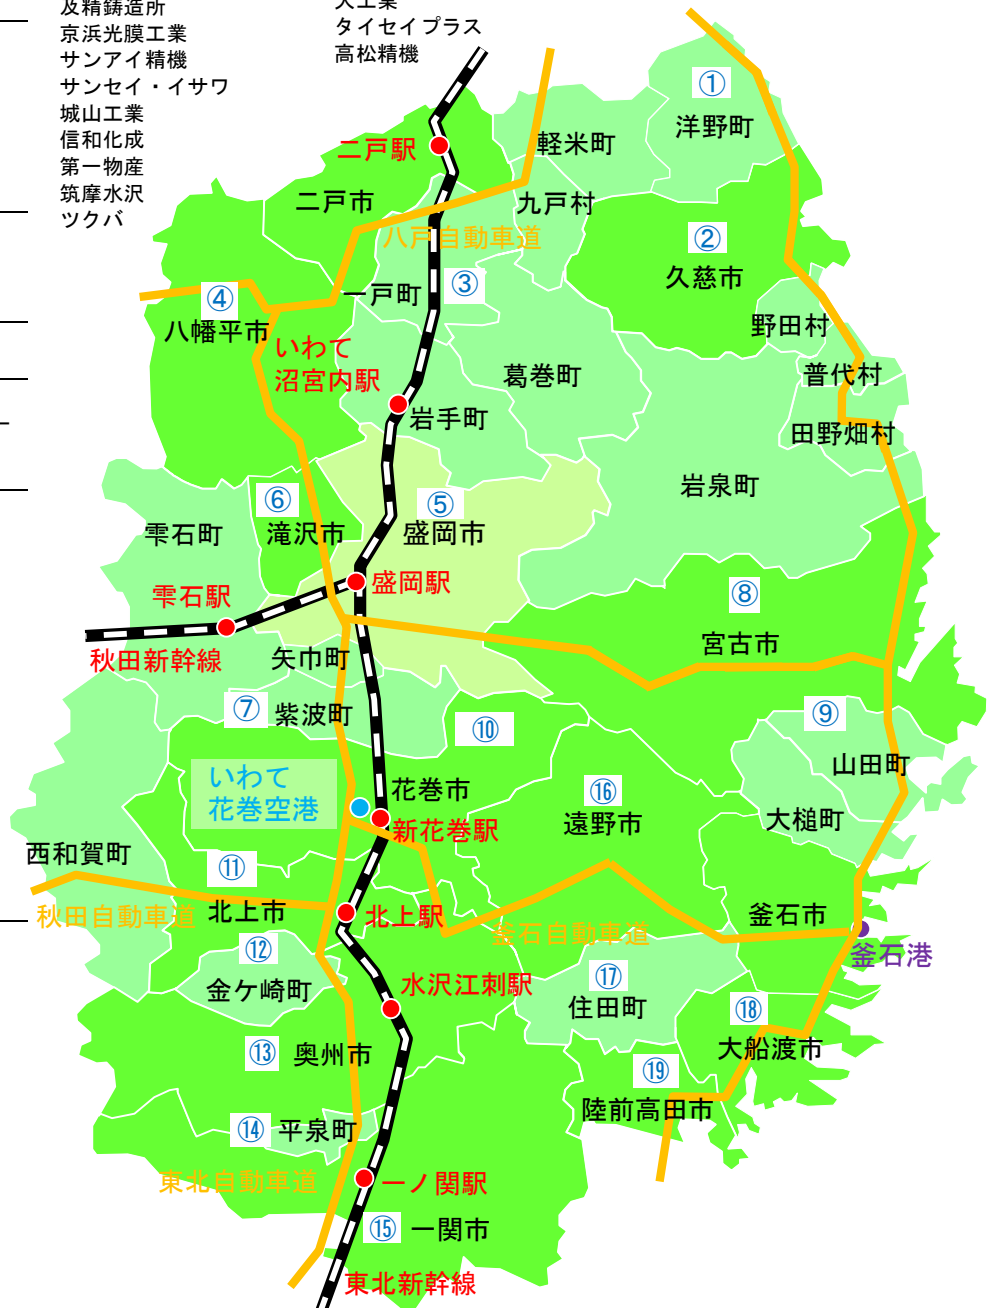 及精鋳造所
京浜光膜工業
サンアイ精機
サンセイ・イサワ
城山工業
信和化成
第一物産
筑摩水沢
ツクバ
タイセイプラス
高松精機
①
洋野町
軽米町
二戸駅
二戸市
九戸村
八戸自動車道
②
久慈市
③
一戸町
④
八幡平市
野田村
いわて
沼宮内駅
葛巻町
普代村
岩手町
田野畑村
岩泉町
⑤
盛岡市
⑥
滝沢市
雫石町
盛岡駅
雫石駅
⑧
宮古市
秋田新幹線
矢巾町
⑦
紫波町
⑨
⑩
山田町
いわて
花巻空港
花巻市
⑯
遠野市
大槌町
新花巻駅
西和賀町
⑪
秋田自動車道
北上市
北上駅
釜石市
釜石自動車道
釜石港
⑫
金ケ崎町
水沢江刺駅
⑰
住田町
⑱
大船渡市
⑬
奥州市
⑲
陸前高田市
⑭
平泉町
東北自動車道
一ノ関駅
⑮
一関市
東北新幹線